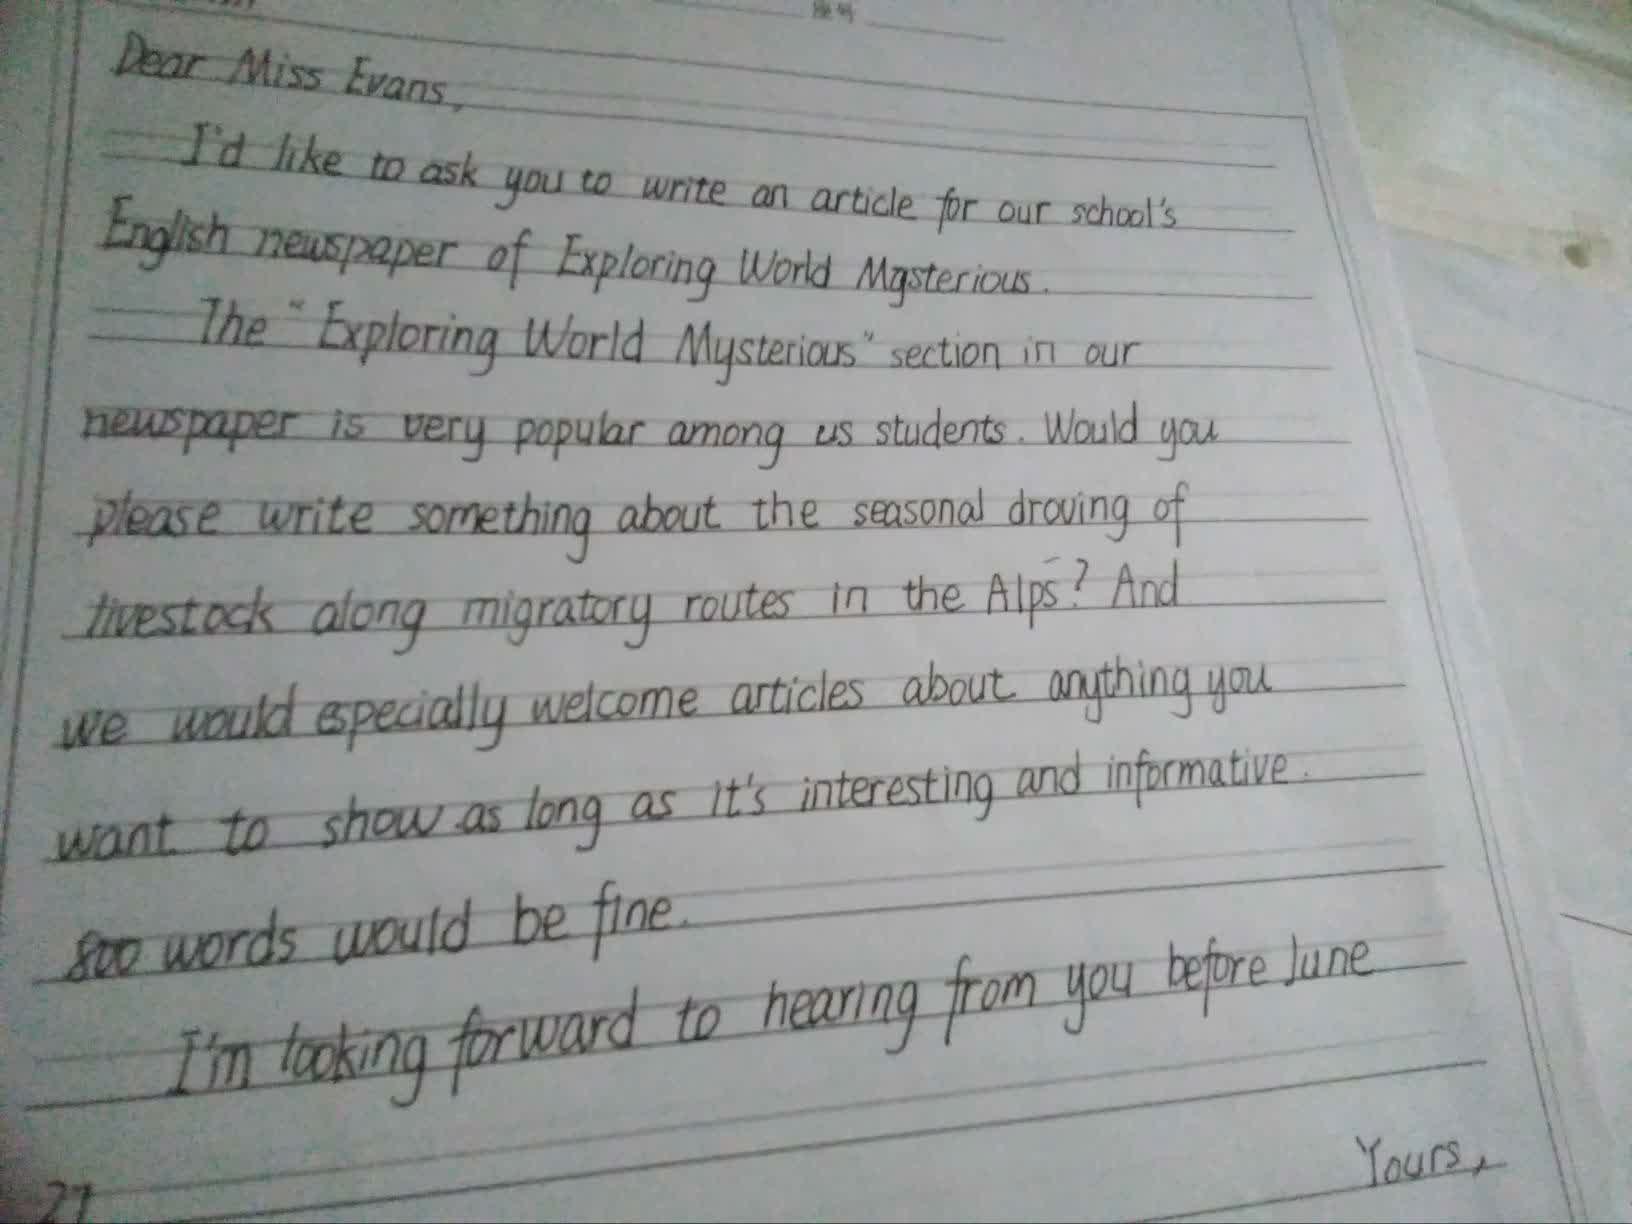 座号
Dear Miss Evans,
I'd like to ask you to write an article for our school's
English newspaper of Exploring World Mysterious.
The "Exploring World Mysterious" section in our
newspaper is very popular among us students. Would you
please write something about the seasonal droving of
livestock along migratory routes in the Alps? And
we would especially welcome articles about anything you
want to show as long as it's interesting and informative.
800 words would be fine.
I'm looking forward to hearing from you before June
27
Yours,